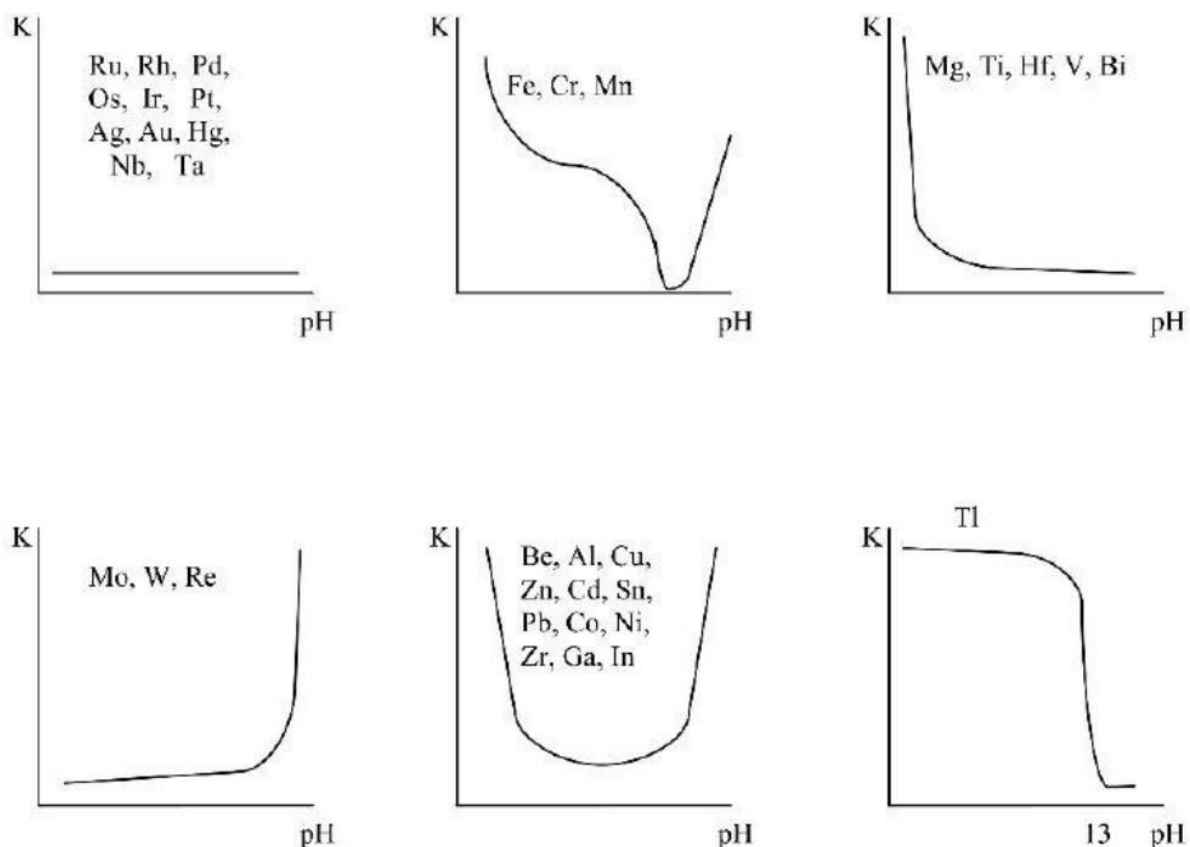 K
Ru, Rh, Pd,
Os, Ir, Pt,
Ag, Au, Hg,
Nb, Ta
pH
K
Fe, Cr, Mn
pH
K
Mg, Ti, Hf, V, Bi
pH
K
Mo, W, Re
pH
K
Be, Al, Cu,
Zn, Cd, Sn,
Pb, Co, Ni,
Zr, Ga, In
pH
Tl
K
13 pH